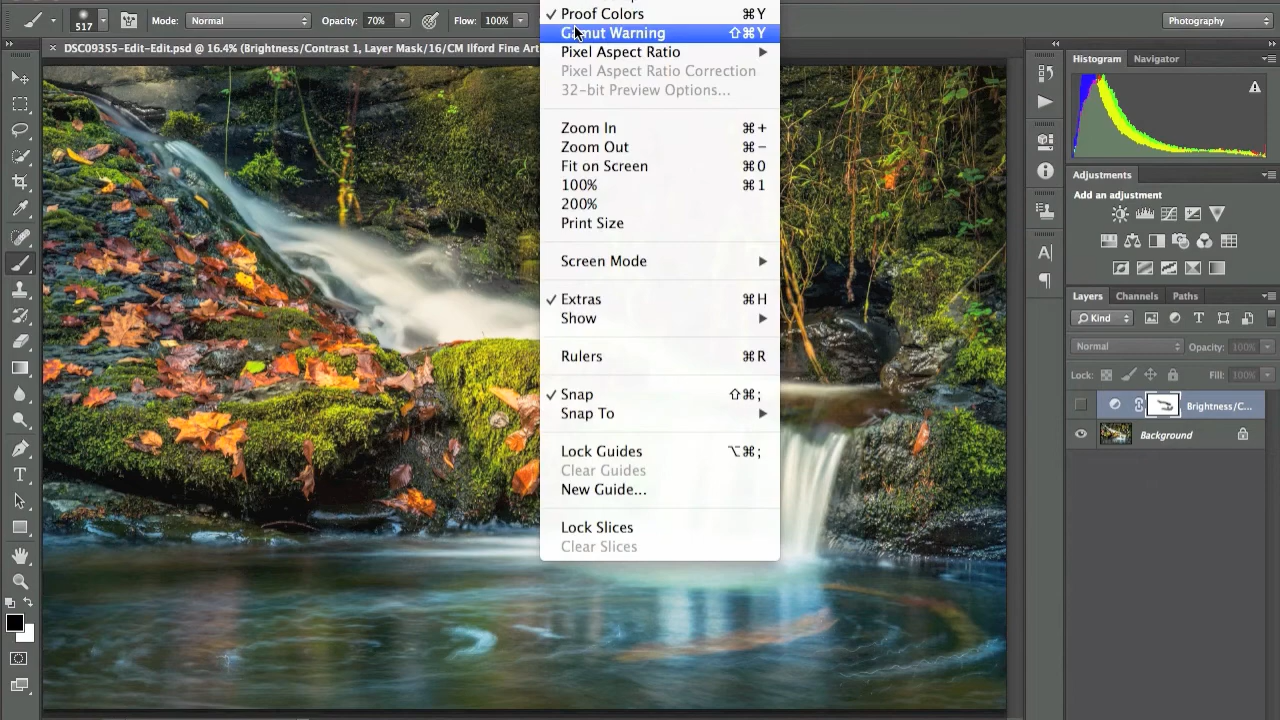 517
Mode:
Normal
Opacity:
70%
Flow:
100%
Photography
DSC09355-Edit-Edit.psd @ 16.4% (Brightness/Contrast 1, Layer Mask/16/CM Ilford Fine Art
Proof Colors ⌘Y
Gamut Warning ⇧⌘Y
Pixel Aspect Ratio
Pixel Aspect Ratio Correction
32-bit Preview Options...
Zoom In ⌘+
Zoom Out ⌘−
Fit on Screen ⌘0
100% ⌘1
200%
Print Size
Screen Mode
Extras ⌘H
Show
Rulers ⌘R
Snap ⇧⌘;
Snap To
Lock Guides ⌥⌘;
Clear Guides
New Guide...
Lock Slices
Clear Slices
Histogram Navigator
Adjustments
Add an adjustment
Layers Channels Paths
Kind
Normal Opacity: 100%
Lock: Fill: 100%
Brightness/C...
Background